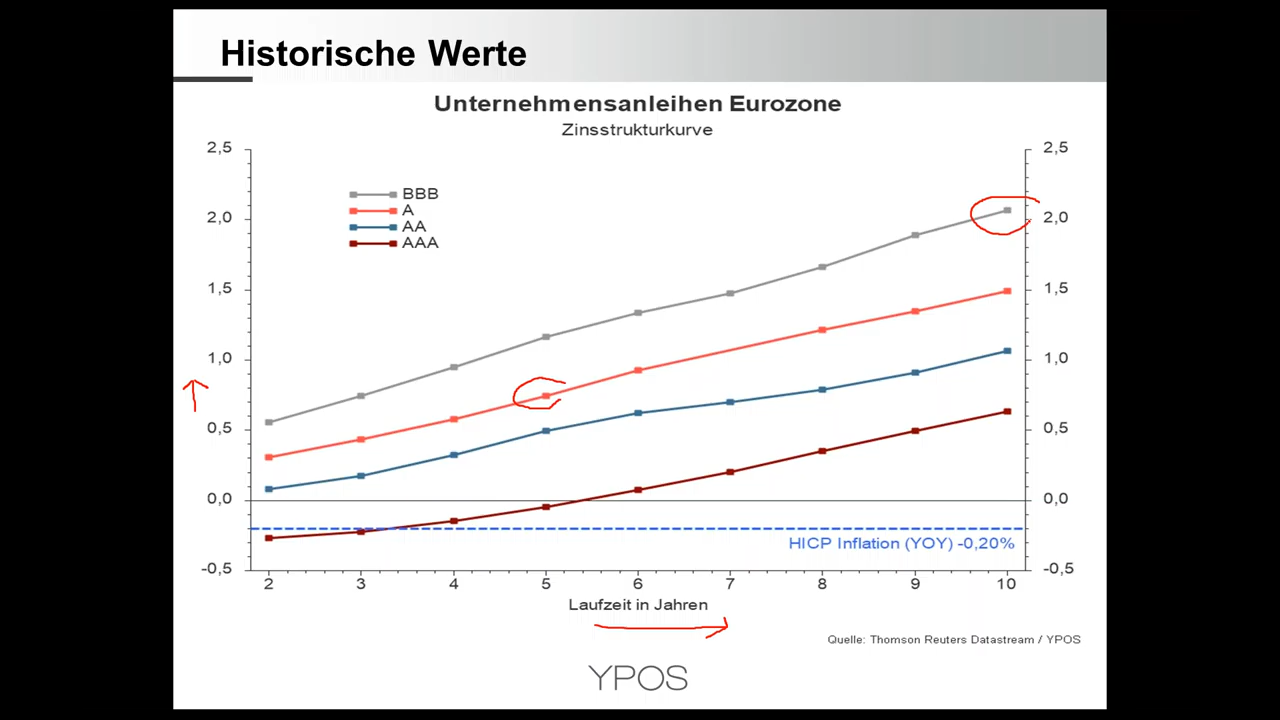 Historische Werte
Unternehmensanleihen Eurozone
Zinsstrukturkurve
2,5
2,5
BBB
A
AA
AAA
2,0
2,0
1,5
1,5
1,0
1,0
0,5
0,5
0,0
0,0
HICP Inflation (YOY) -0,20%
-0,5
-0,5
2 3 4 5 6 7 8 9 10
Laufzeit in Jahren
Quelle: Thomson Reuters Datastream / YPOS
YPOS